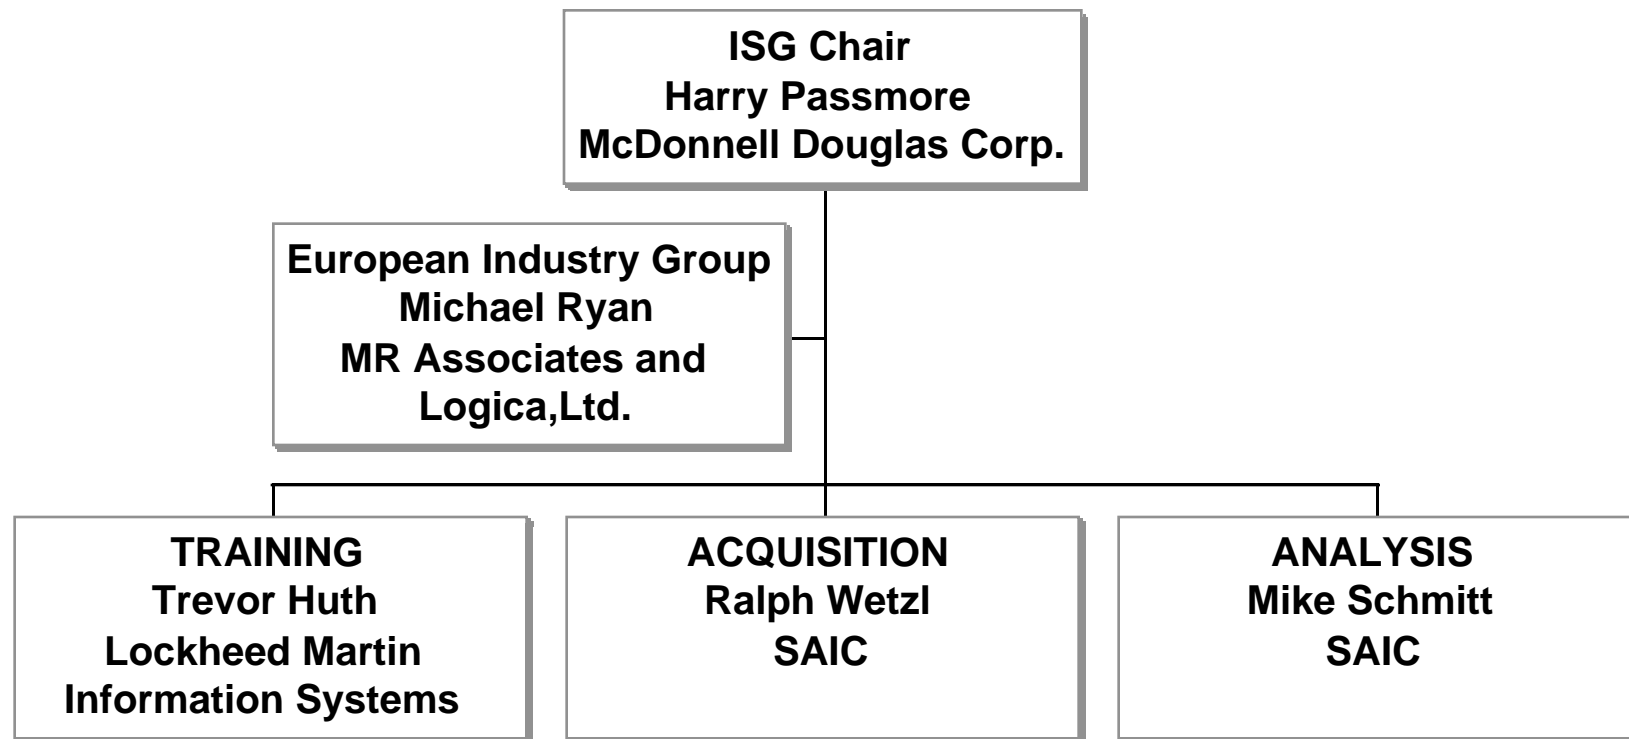 ISG Chair
Harry Passmore
McDonnell Douglas Corp.
European Industry Group
Michael Ryan
MR Associates and
Logica,Ltd.
TRAINING
Trevor Huth
Lockheed Martin
Information Systems
ACQUISITION
Ralph Wetzl
SAIC
ANALYSIS
Mike Schmitt
SAIC